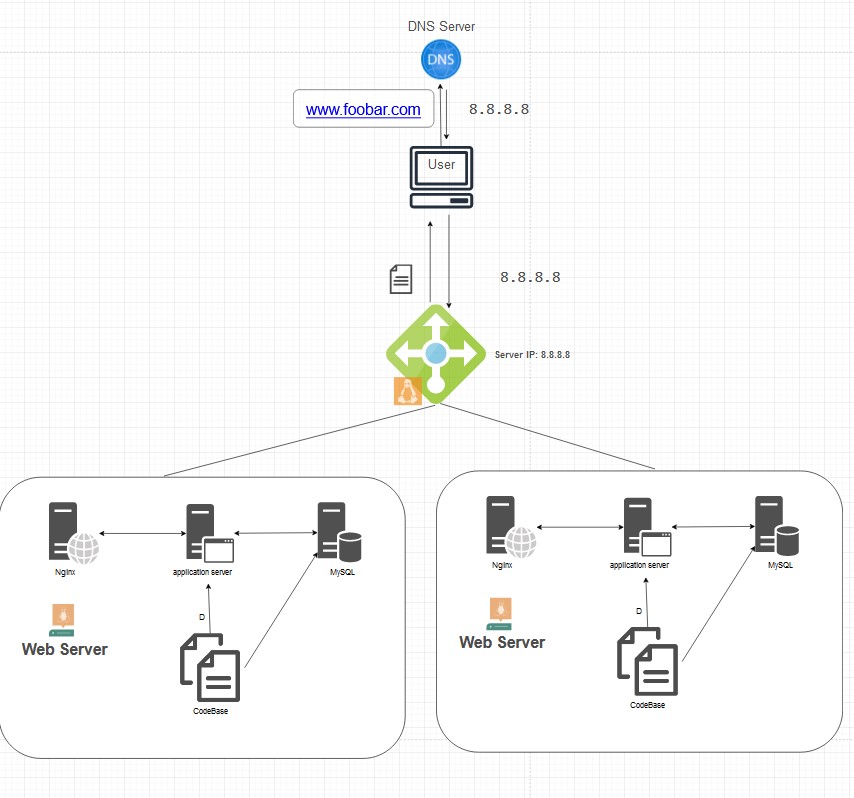 DNS Server
DNS
www.foobar.com
8.8.8.8
User
8.8.8.8
Server IP: 8.8.8.8
NgInx
application server
MySQL
D
Web Server
CodeBase
NgInx
application server
MySQL
D
Web Server
CodeBase